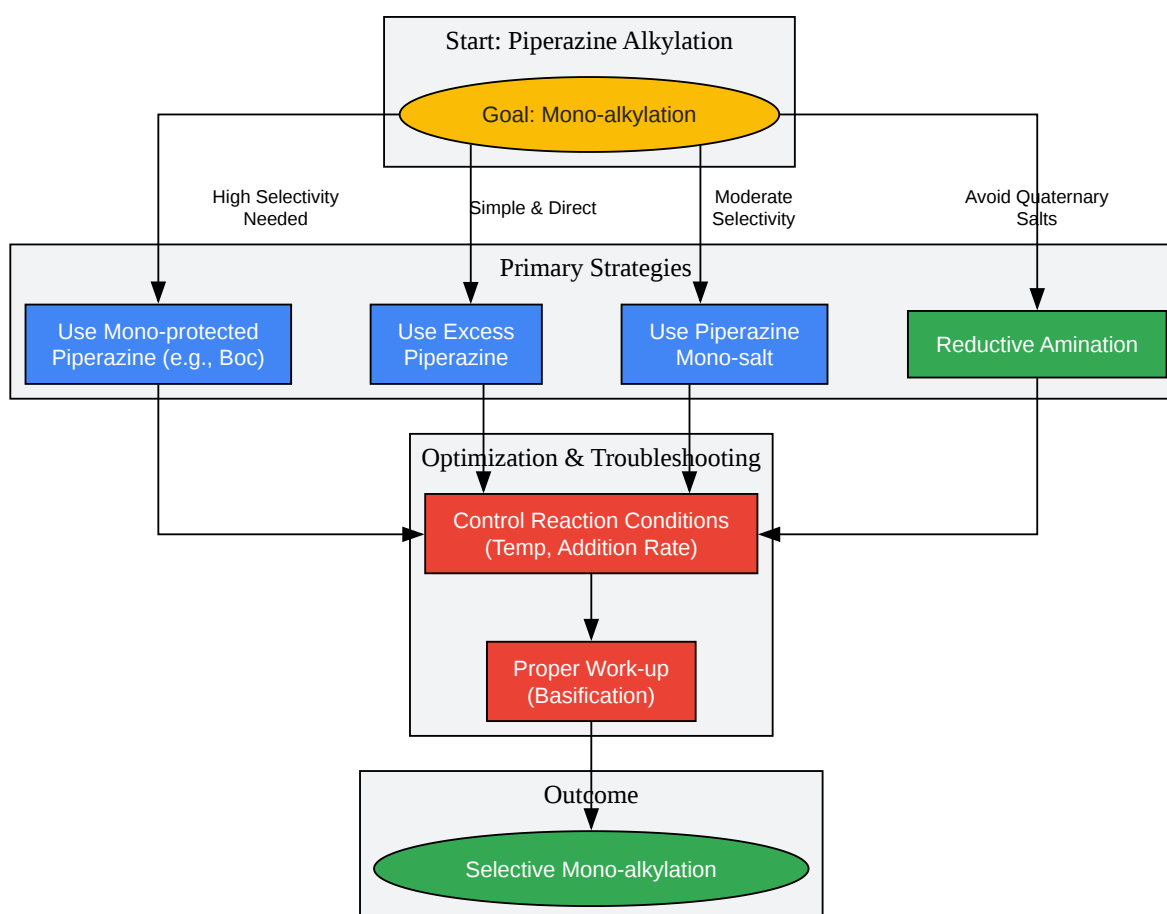 Start: Piperazine Alkylation
Goal: Mono-alkylation
High Selectivity
Needed
Simple & Direct
Moderate
Selectivity
Avoid Quaternary
Salts
Primary Strategies
Use Mono-protected
Piperazine (e.g., Boc)
Use Excess
Piperazine
Use Piperazine
Mono-salt
Reductive Amination
Optimization & Troubleshooting
Control Reaction Conditions
(Temp, Addition Rate)
Proper Work-up
(Basification)
Outcome
Selective Mono-alkylation